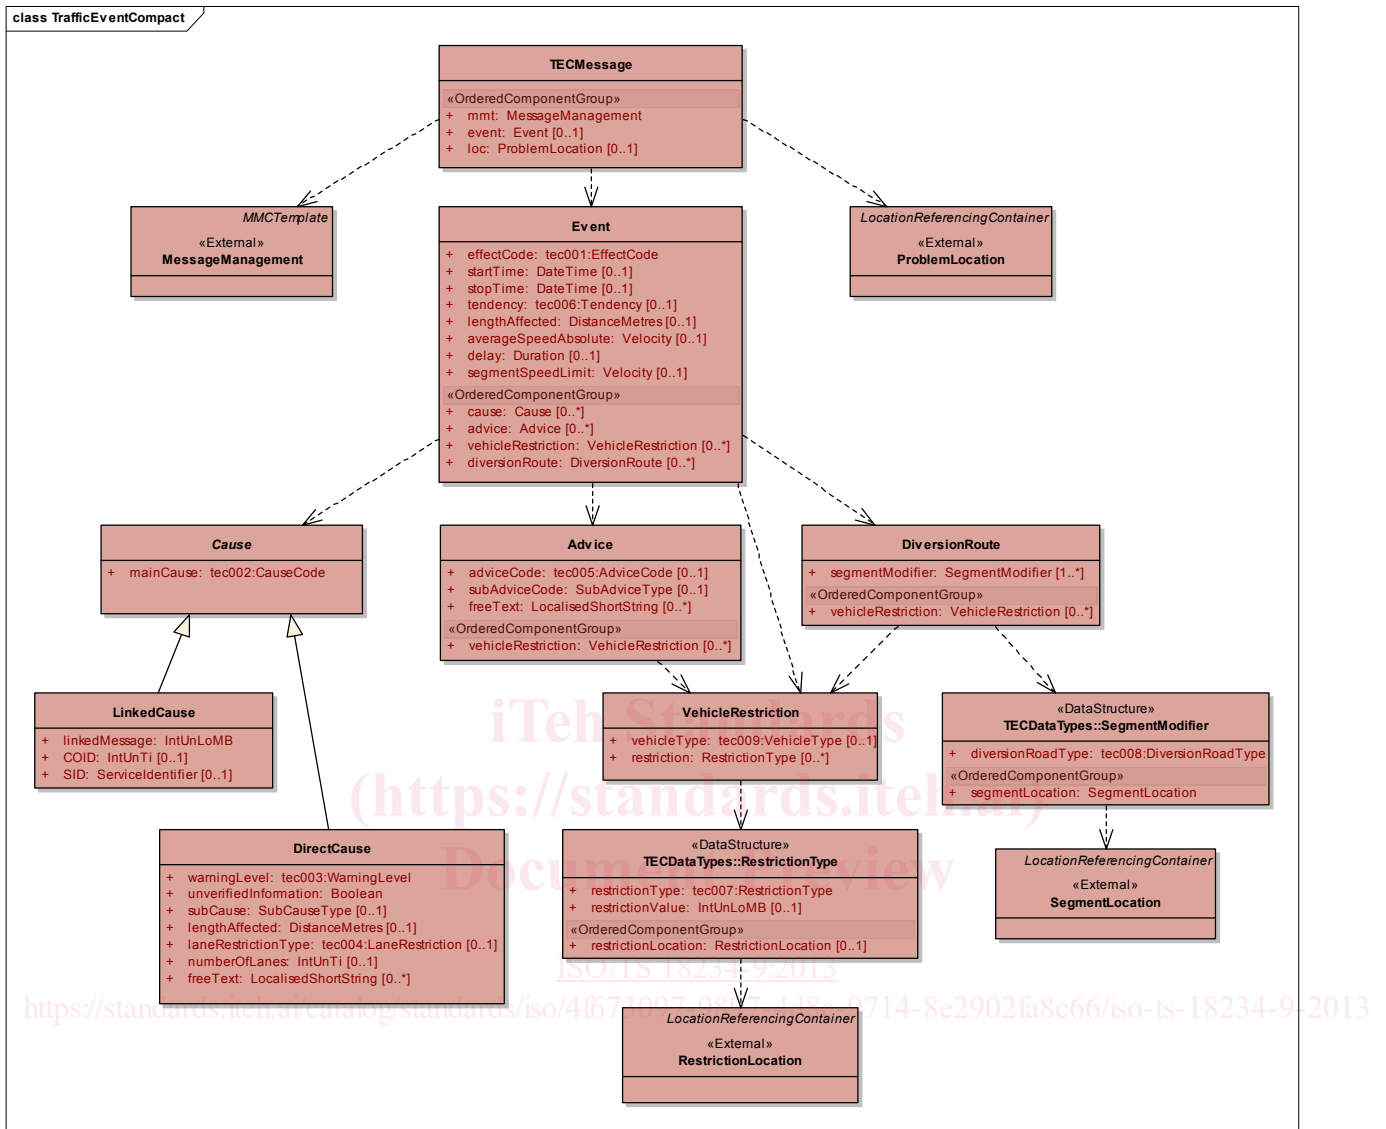 class TrafficEventCompact
TECMessage
«OrderedComponentGroup»
+ mmt: MessageManagement
+ event: Event [0..1]
+ loc: ProblemLocation [0..1]
MMCTemplate
«External»
MessageManagement
Event
+ effectCode: tec001:EffectCode
+ startTime: DateTime [0..1]
+ stopTime: DateTime [0..1]
+ tendency: tec006:Tendency [0..1]
+ lengthAffected: DistanceMetres [0..1]
+ averageSpeedAbsolute: Velocity [0..1]
+ delay: Duration [0..1]
+ segmentSpeedLimit: Velocity [0..1]
«OrderedComponentGroup»
+ cause: Cause [0..*]
+ advice: Advice [0..*]
+ vehicleRestriction: VehicleRestriction [0..*]
+ diversionRoute: DiversionRoute [0..*]
LocationReferencingContainer
«External»
ProblemLocation
Cause
+ mainCause: tec002:CauseCode
Advice
+ adviceCode: tec005:AdviceCode [0..1]
+ subAdviceCode: SubAdviceType [0..1]
+ freeText: LocalisedShortString [0..*]
«OrderedComponentGroup»
+ vehicleRestriction: VehicleRestriction [0..*]
DiversionRoute
+ segmentModifier: SegmentModifier [1..*]
«OrderedComponentGroup»
+ vehicleRestriction: VehicleRestriction [0..*]
LinkedCause
+ linkedMessage: IntUnLoMB
+ COID: IntUnTi [0..1]
+ SID: ServiceIdentifier [0..1]
VehicleRestriction
+ vehicleType: tec009:VehicleType [0..1]
+ restriction: RestrictionType [0..*]
«DataStructure»
TECDataTypes::SegmentModifier
+ diversionRoadType: tec008:DiversionRoadType
«OrderedComponentGroup»
+ segmentLocation: SegmentLocation
iTeh Standards
(https://standards.iteh.ai)
Document Preview
DirectCause
+ warningLevel: tec003:WarningLevel
+ unverifiedInformation: Boolean
+ subCause: SubCauseType [0..1]
+ lengthAffected: DistanceMetres [0..1]
+ laneRestrictionType: tec004:LaneRestriction [0..1]
+ numberOfLanes: IntUnTi [0..1]
+ freeText: LocalisedShortString [0..*]
«DataStructure»
TECDataTypes::RestrictionType
+ restrictionType: tec007:RestrictionType
+ restrictionValue: IntUnLoMB [0..1]
«OrderedComponentGroup»
+ restrictionLocation: RestrictionLocation [0..1]
LocationReferencingContainer
«External»
SegmentLocation
ISO/TS 18234-9:2013
LocationReferencingContainer
«External»
RestrictionLocation